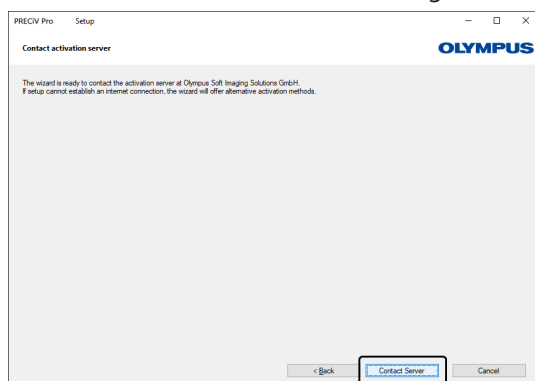 PRECiV Pro Setup
Contact activation server
OLYMPUS
The wizard is ready to contact the activation server at Olympus Soft Imaging Solutions GmbH.
If setup cannot establish an internet connection, the wizard will offer alternative activation methods.
< Back Contact Server Cancel